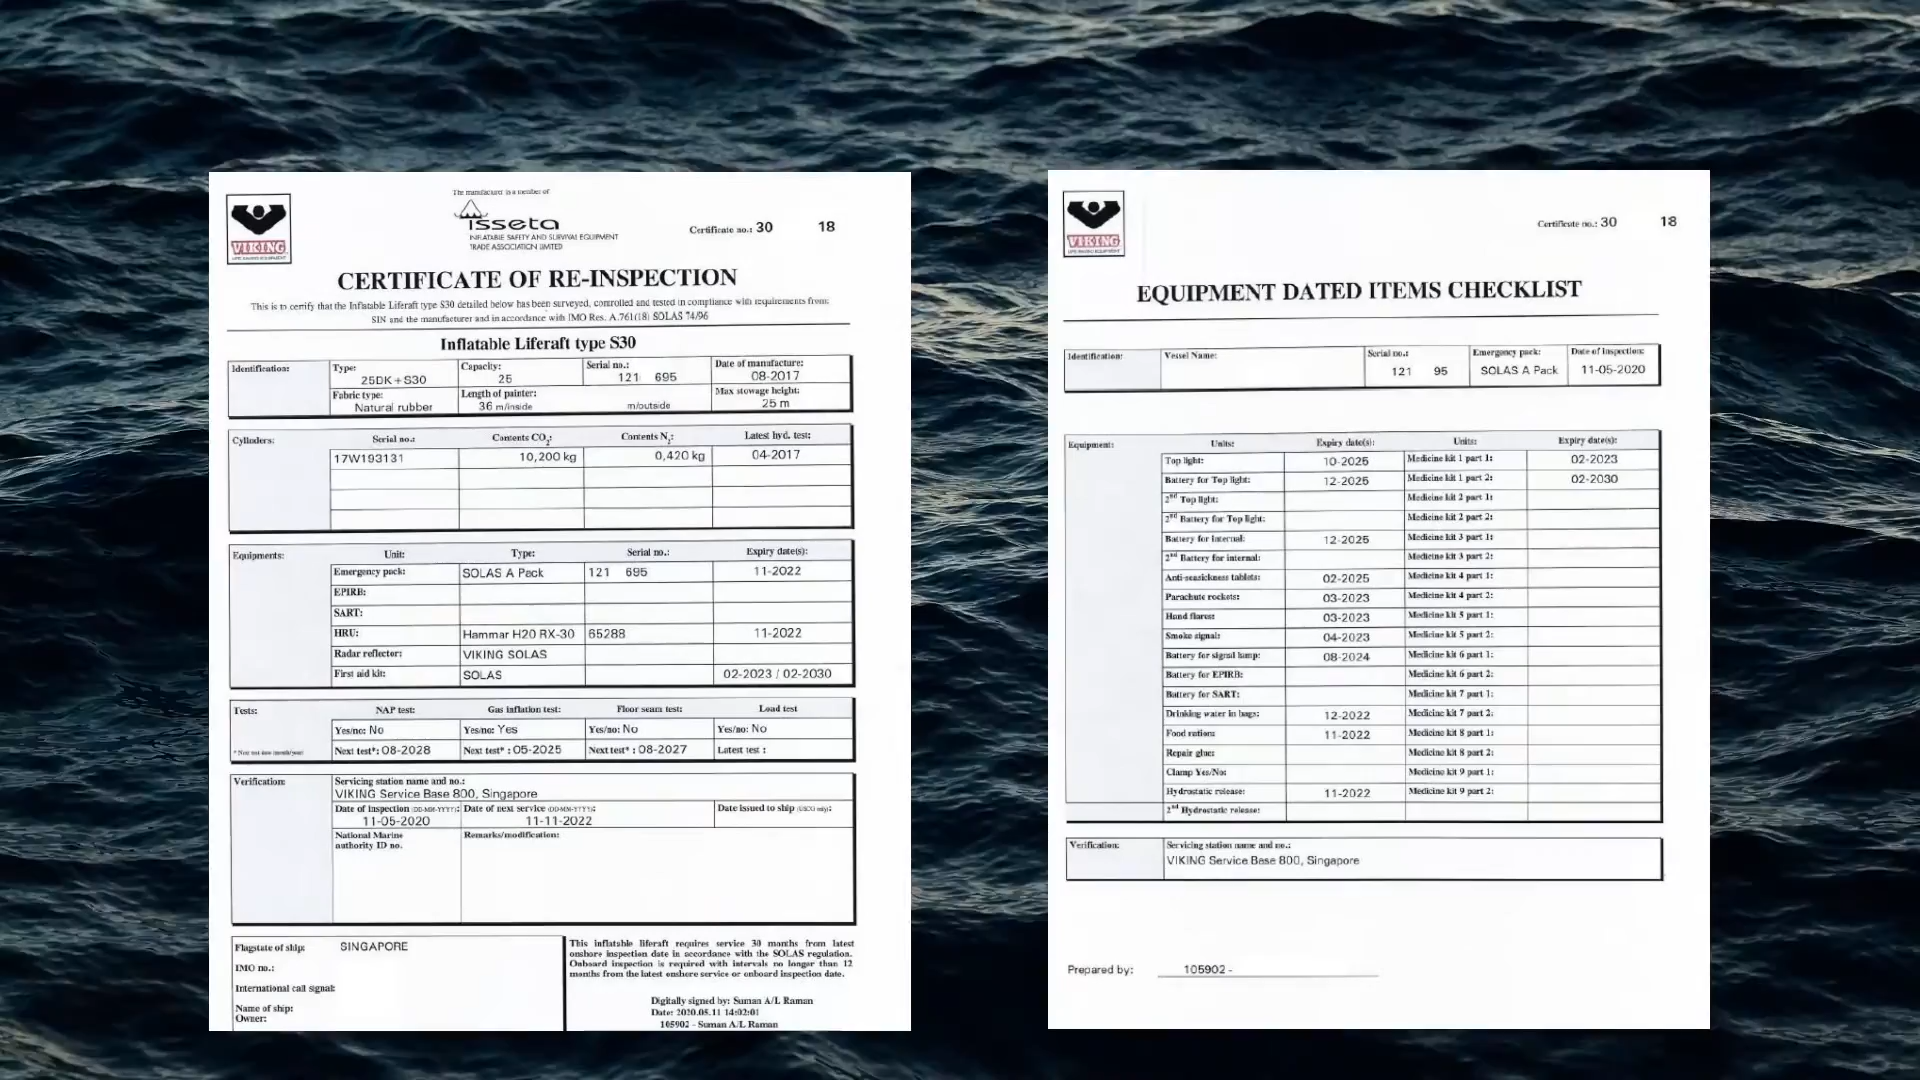 VIKING
LIFE-SAVING EQUIPMENT
The manufacturer is a member of
isseta
INFLATABLE SAFETY AND SURVIVAL EQUIPMENT
TRADE ASSOCIATION LIMITED
Certificate no.: 30 18
CERTIFICATE OF RE-INSPECTION
This is to certify that the Inflatable Liferaft type S30 detailed below has been surveyed, controlled and tested in compliance with requirements from:
SIN and the manufacturer and in accordance with IMO Res. A.761(18) SOLAS 74/96
Inflatable Liferaft type S30
Identification: Type: Capacity: Serial no.: Date of manufacture:
25DK+S30 25 121 695 08-2017
Fabric type: Length of painter: Max stowage height:
Natural rubber 36 m/inside m/outside 25 m
Cylinders: Serial no.: Contents CO2: Contents N2: Latest hyd. test:
17W193131 10,200 kg 0,420 kg 04-2017
Equipments: Unit: Type: Serial no.: Expiry date(s):
Emergency pack: SOLAS A Pack 121 695 11-2022
EPIRB:
SART:
HRU: Hammar H20 RX-30 65288 11-2022
Radar reflector: VIKING SOLAS
First aid kit: SOLAS 02-2023 / 02-2030
Tests: NAP test: Gas inflation test: Floor seam test: Load test
Yes/no: No Yes/no: Yes Yes/no: No Yes/no: No
* Next test date (month/year) Next test*: 08-2028 Next test* : 05-2025 Next test* : 08-2027 Latest test :
Verification: Servicing station name and no.:
VIKING Service Base 800, Singapore
Date of inspection (DD-MM-YYYY): Date of next service (DD-MM-YYYY): Date issued to ship (USCG only):
11-05-2020 11-11-2022
National Marine Remarks/modification:
authority ID no.
Flagstate of ship: SINGAPORE
IMO no.:
International call signal:
Name of ship:
Owner:
This inflatable liferaft requires service 30 months from latest
onshore inspection date in accordance with the SOLAS regulation.
Onboard inspection is required with intervals no longer than 12
months from the latest onshore service or onboard inspection date.
Digitally signed by: Suman A/L Raman
Date: 2020.05.11 14:02:01
105902 - Suman A/L Raman
VIKING
LIFE-SAVING EQUIPMENT
Certificate no.: 30 18
EQUIPMENT DATED ITEMS CHECKLIST
Identification: Vessel Name: Serial no.: Emergency pack: Date of inspection:
121 95 SOLAS A Pack 11-05-2020
Equipment: Units: Expiry date(s): Units: Expiry date(s):
Top light: 10-2025 Medicine kit 1 part 1: 02-2023
Battery for Top light: 12-2025 Medicine kit 1 part 2: 02-2030
2nd Top light: Medicine kit 2 part 1:
2nd Battery for Top light: Medicine kit 2 part 2:
Battery for internal: 12-2025 Medicine kit 3 part 1:
2nd Battery for internal: Medicine kit 3 part 2:
Anti-seasickness tablets: 02-2025 Medicine kit 4 part 1:
Parachute rockets: 03-2023 Medicine kit 4 part 2:
Hand flares: 03-2023 Medicine kit 5 part 1:
Smoke signal: 04-2023 Medicine kit 5 part 2:
Battery for signal lamp: 08-2024 Medicine kit 6 part 1:
Battery for EPIRB: Medicine kit 6 part 2:
Battery for SART: Medicine kit 7 part 1:
Drinking water in bags: 12-2022 Medicine kit 7 part 2:
Food ration: 11-2022 Medicine kit 8 part 1:
Repair glue: Medicine kit 8 part 2:
Clamp Yes/No: Medicine kit 9 part 1:
Hydrostatic release: 11-2022 Medicine kit 9 part 2:
2nd Hydrostatic release:
Verification: Servicing station name and no.:
VIKING Service Base 800, Singapore
Prepared by: 105902 -